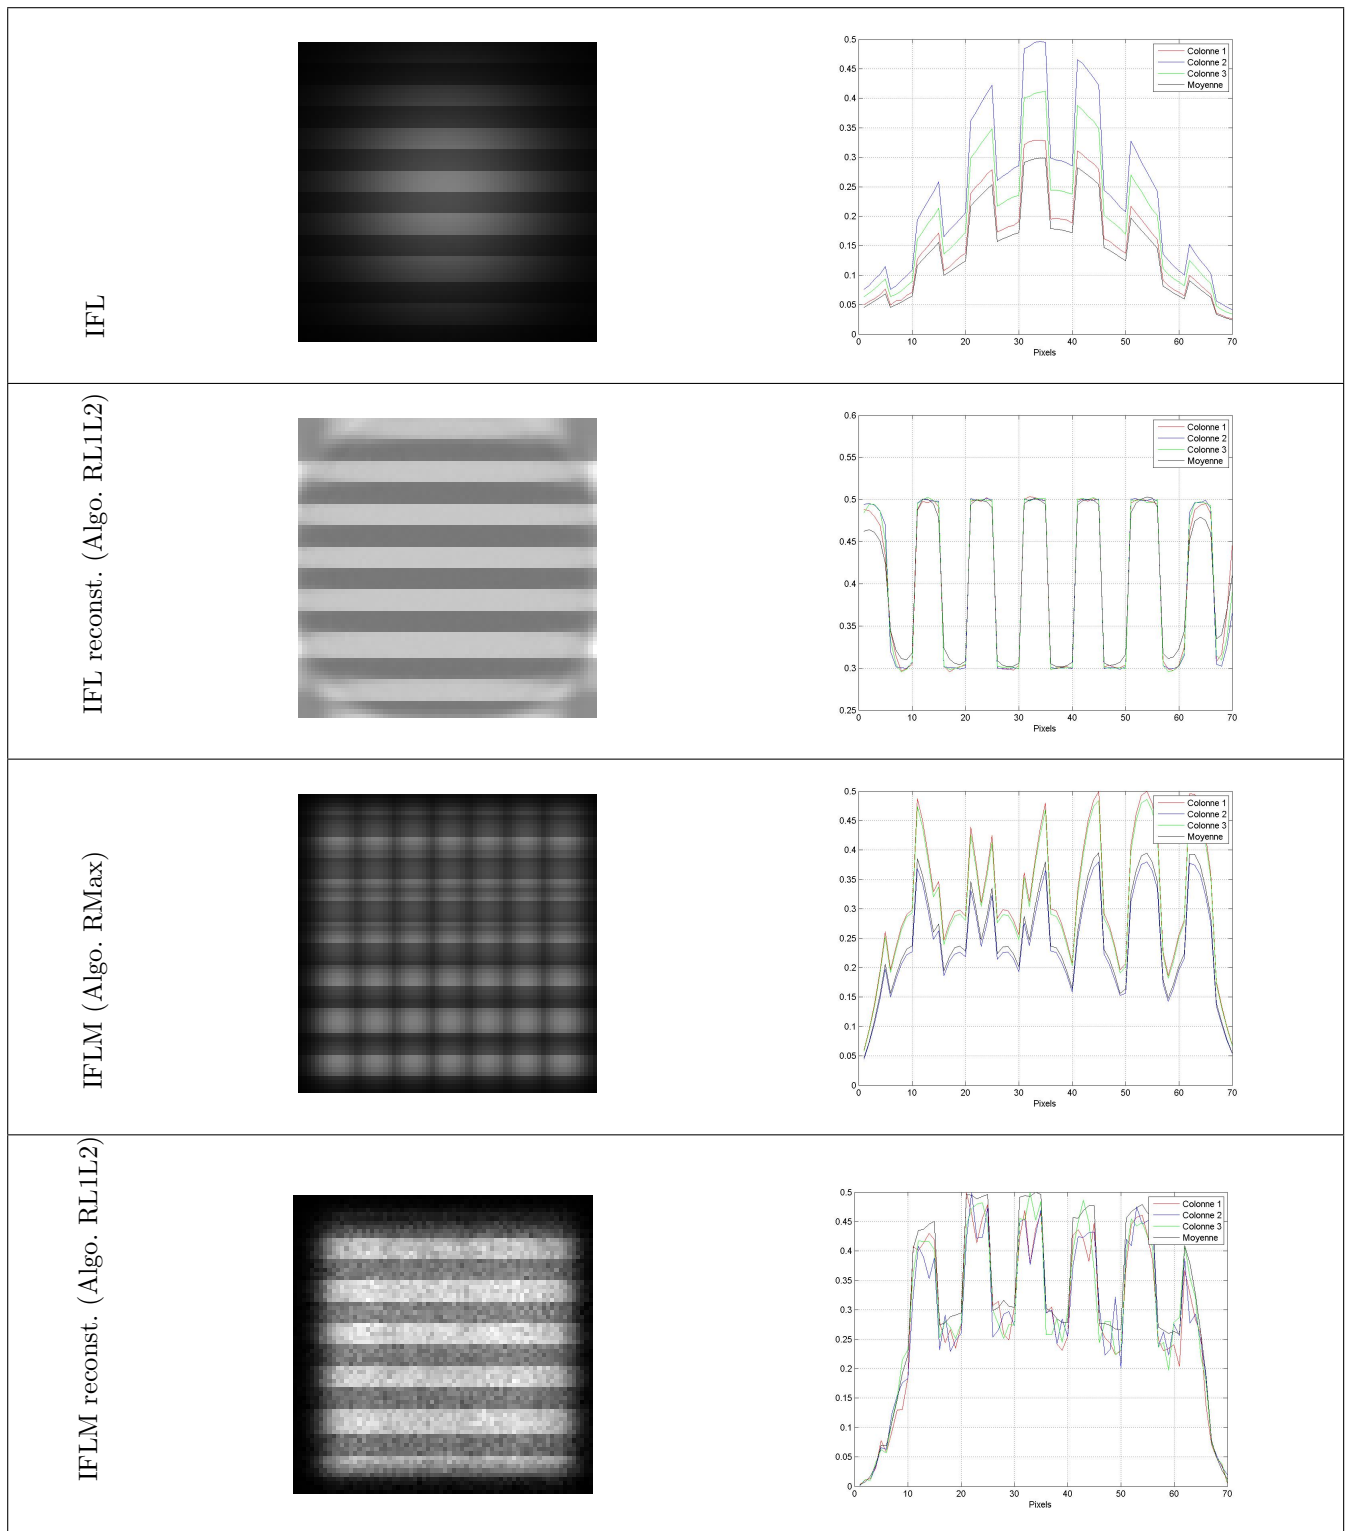 IFL
0.5
0.45
0.4
0.35
0.3
0.25
0.2
0.15
0.1
0.05
0
0 10 20 30 40 50 60 70
Pixels
Colonne 1
Colonne 2
Colonne 3
Moyenne
IFL reconst. (Algo. RL1L2)
0.6
0.55
0.5
0.45
0.4
0.35
0.3
0.25
0 10 20 30 40 50 60 70
Pixels
Colonne 1
Colonne 2
Colonne 3
Moyenne
IFLM (Algo. RMax)
0.5
0.45
0.4
0.35
0.3
0.25
0.2
0.15
0.1
0.05
0
0 10 20 30 40 50 60 70
Pixels
Colonne 1
Colonne 2
Colonne 3
Moyenne
IFLM reconst. (Algo. RL1L2)
0.5
0.45
0.4
0.35
0.3
0.25
0.2
0.15
0.1
0.05
0
0 10 20 30 40 50 60 70
Pixels
Colonne 1
Colonne 2
Colonne 3
Moyenne